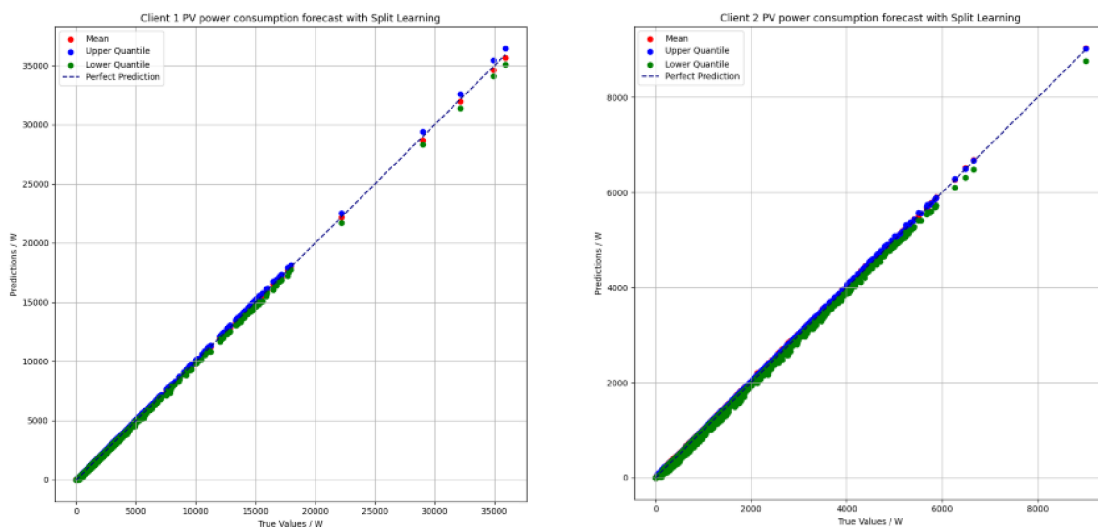 Client 1 PV power consumption forecast with Split Learning
Mean
Upper Quantile
Lower Quantile
Perfect Prediction
35000
30000
25000
20000
15000
10000
5000
0
Predictions / W
0 5000 10000 15000 20000 25000 30000 35000
True Values / W
Client 2 PV power consumption forecast with Split Learning
Mean
Upper Quantile
Lower Quantile
Perfect Prediction
8000
6000
4000
2000
0
Predictions / W
0 2000 4000 6000 8000
True Values / W